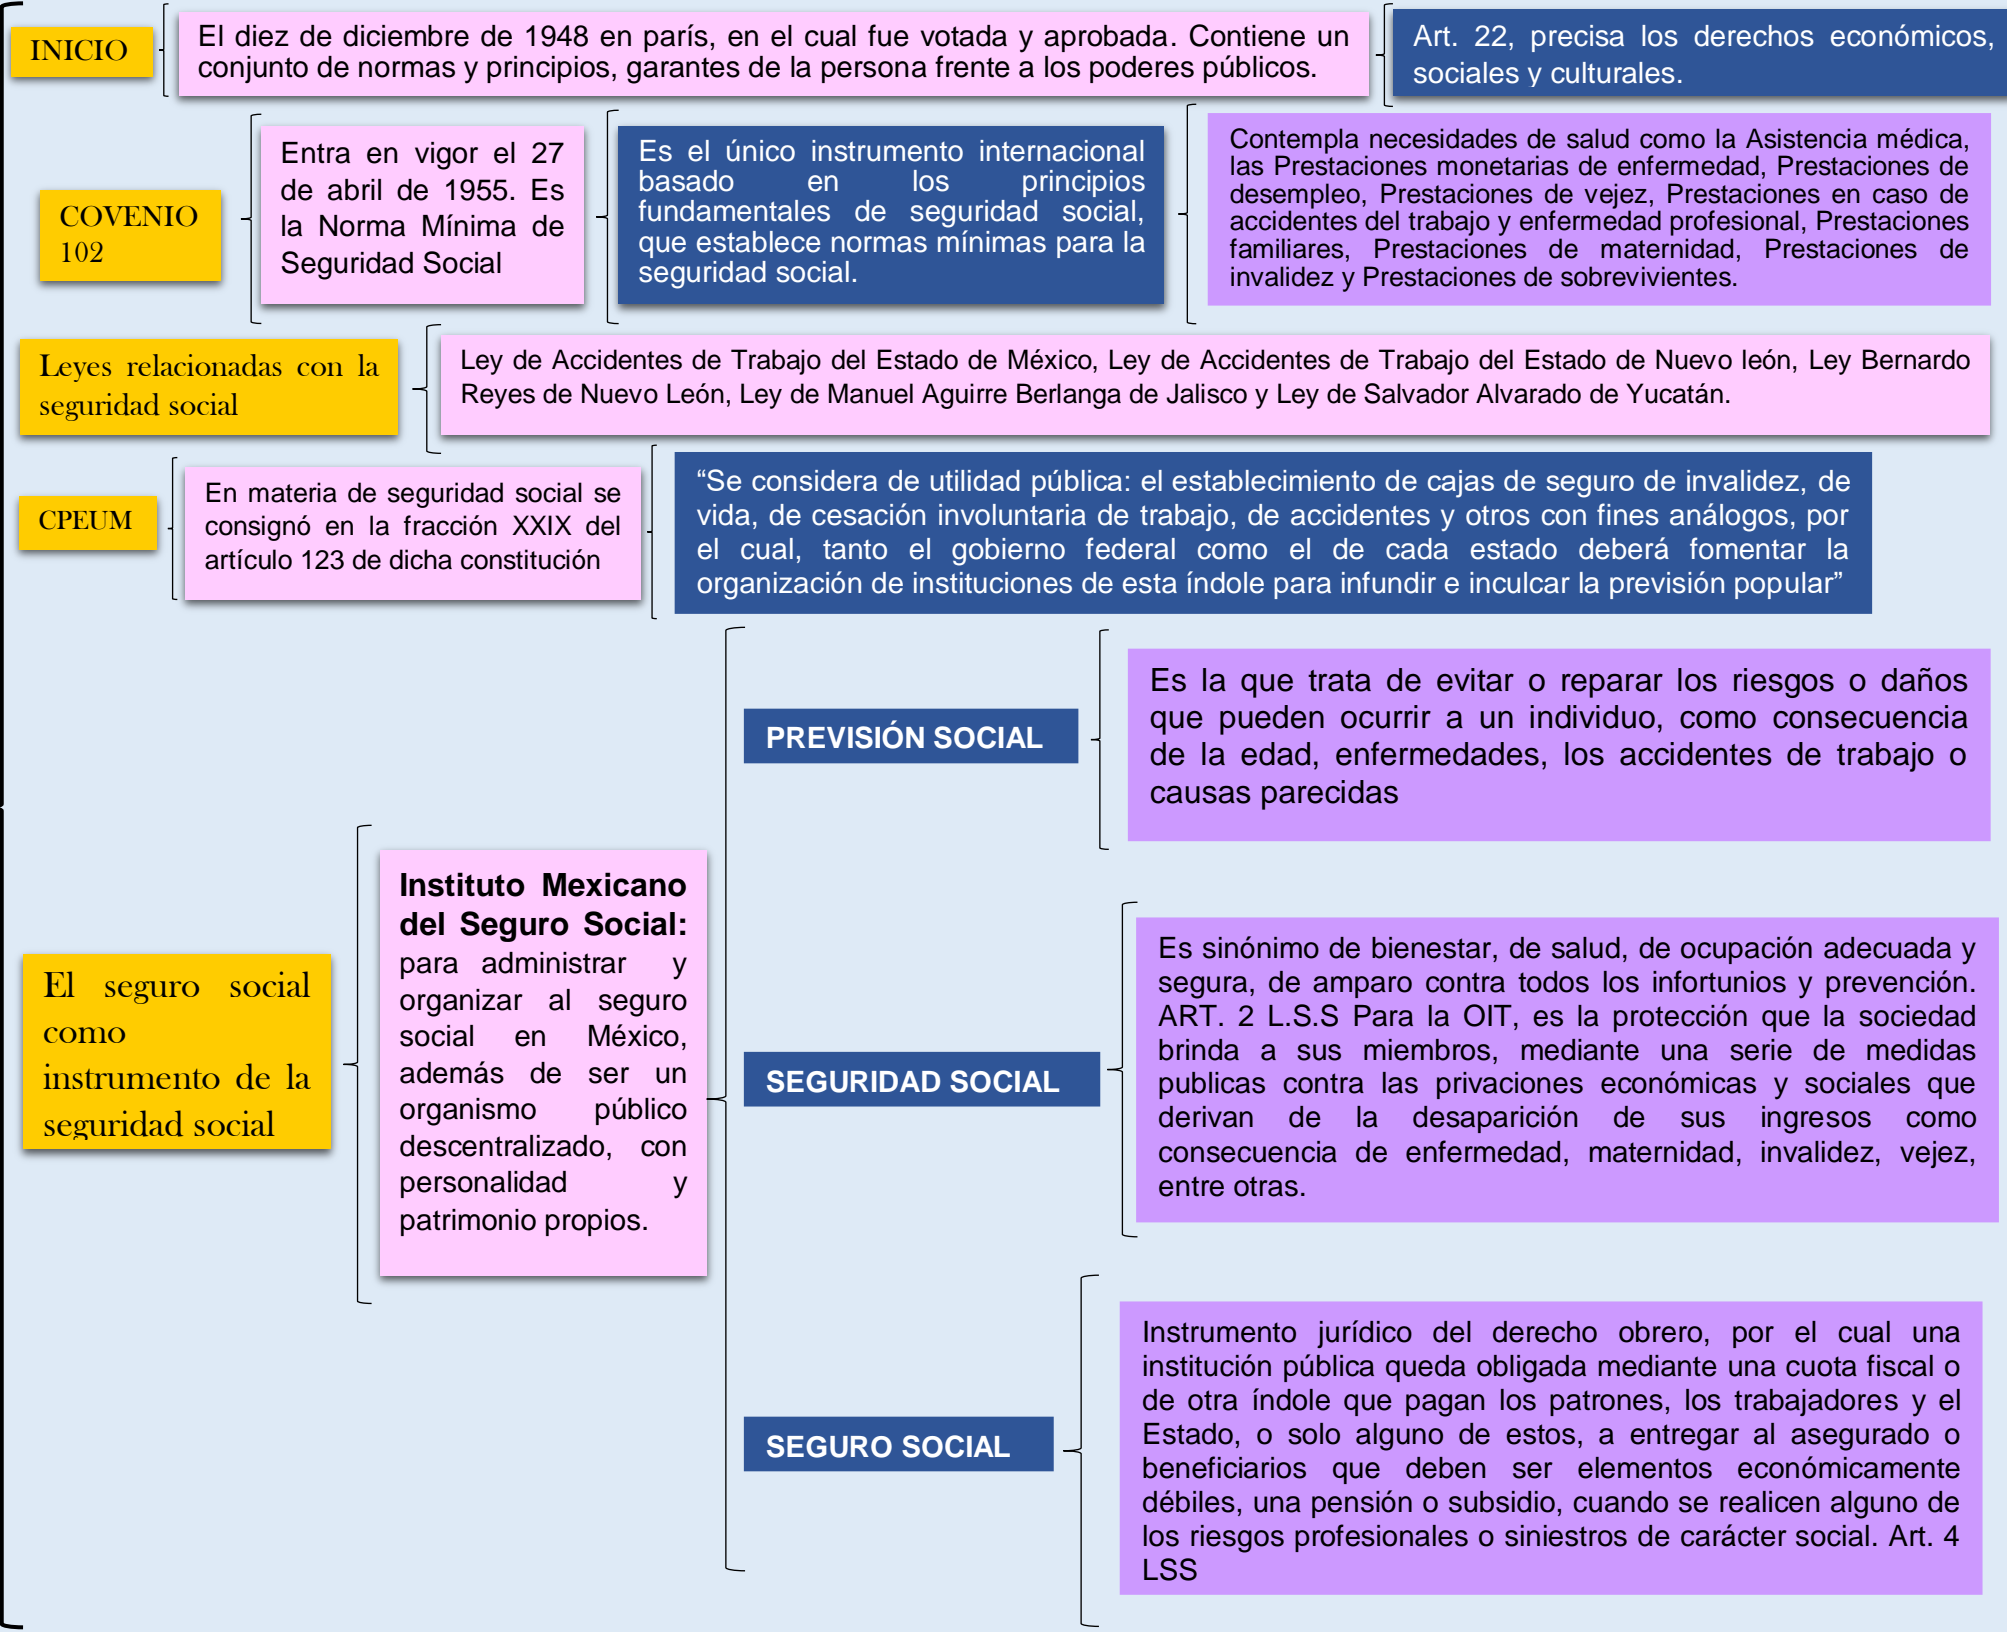 INICIO
El diez de diciembre de 1948 en parís, en el cual fue votada y aprobada. Contiene un
conjunto de normas y principios, garantes de la persona frente a los poderes públicos.
Art. 22, precisa los derechos económicos,
sociales y culturales.
COVENIO
102
Entra en vigor el 27
de abril de 1955. Es
la Norma Mínima de
Seguridad Social
Es el único instrumento internacional
basado en los principios
fundamentales de seguridad social,
que establece normas mínimas para la
seguridad social.
Contempla necesidades de salud como la Asistencia médica,
las Prestaciones monetarias de enfermedad, Prestaciones de
desempleo, Prestaciones de vejez, Prestaciones en caso de
accidentes del trabajo y enfermedad profesional, Prestaciones
familiares, Prestaciones de maternidad, Prestaciones de
invalidez y Prestaciones de sobrevivientes.
Leyes relacionadas con la
seguridad social
Ley de Accidentes de Trabajo del Estado de México, Ley de Accidentes de Trabajo del Estado de Nuevo león, Ley Bernardo
Reyes de Nuevo León, Ley de Manuel Aguirre Berlanga de Jalisco y Ley de Salvador Alvarado de Yucatán.
CPEUM
En materia de seguridad social se
consignó en la fracción XXIX del
artículo 123 de dicha constitución
“Se considera de utilidad pública: el establecimiento de cajas de seguro de invalidez, de
vida, de cesación involuntaria de trabajo, de accidentes y otros con fines análogos, por
el cual, tanto el gobierno federal como el de cada estado deberá fomentar la
organización de instituciones de esta índole para infundir e inculcar la previsión popular”
El seguro social
como
instrumento de la
seguridad social
Instituto Mexicano
del Seguro Social:
para administrar y
organizar al seguro
social en México,
además de ser un
organismo público
descentralizado, con
personalidad y
patrimonio propios.
PREVISIÓN SOCIAL
Es la que trata de evitar o reparar los riesgos o daños
que pueden ocurrir a un individuo, como consecuencia
de la edad, enfermedades, los accidentes de trabajo o
causas parecidas
SEGURIDAD SOCIAL
Es sinónimo de bienestar, de salud, de ocupación adecuada y
segura, de amparo contra todos los infortunios y prevención.
ART. 2 L.S.S Para la OIT, es la protección que la sociedad
brinda a sus miembros, mediante una serie de medidas
publicas contra las privaciones económicas y sociales que
derivan de la desaparición de sus ingresos como
consecuencia de enfermedad, maternidad, invalidez, vejez,
entre otras.
SEGURO SOCIAL
Instrumento jurídico del derecho obrero, por el cual una
institución pública queda obligada mediante una cuota fiscal o
de otra índole que pagan los patrones, los trabajadores y el
Estado, o solo alguno de estos, a entregar al asegurado o
beneficiarios que deben ser elementos económicamente
débiles, una pensión o subsidio, cuando se realicen alguno de
los riesgos profesionales o siniestros de carácter social. Art. 4
LSS